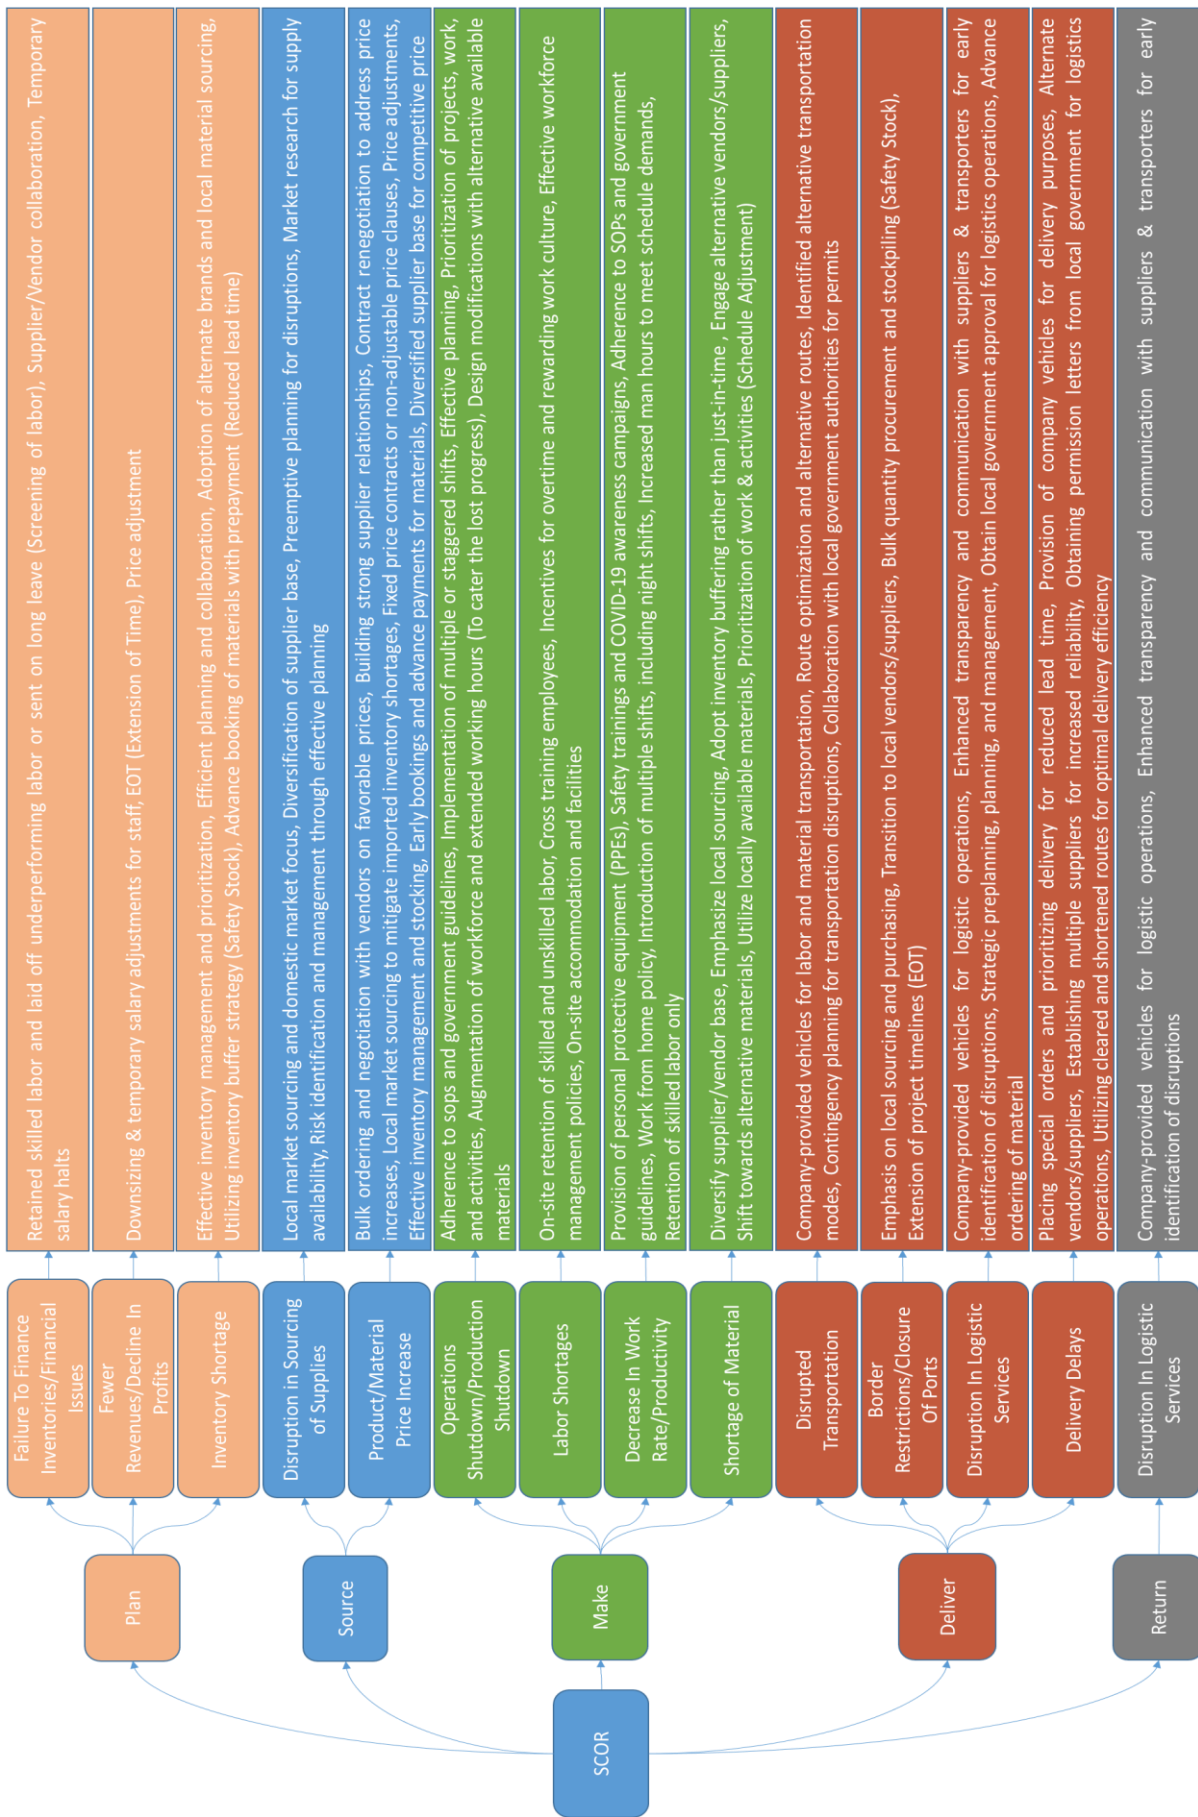 SCOR
Plan
Failure To Finance
Inventories/Financial
Issues
Retained skilled labor and laid off underperforming labor or sent on long leave (Screening of labor), Supplier/Vendor collaboration, Temporary
salary halts
Fewer
Revenues/Decline In
Profits
Downsizing & temporary salary adjustments for staff, EOT (Extension of Time), Price adjustment
Inventory Shortage
Effective inventory management and prioritization, Efficient planning and collaboration, Adoption of alternate brands and local material sourcing,
Utilizing inventory buffer strategy (Safety Stock), Advance booking of materials with prepayment (Reduced lead time)
Source
Disruption in Sourcing
of Supplies
Local market sourcing and domestic market focus, Diversification of supplier base, Preemptive planning for disruptions, Market research for supply
availability, Risk identification and management through effective planning
Product/Material
Price Increase
Bulk ordering and negotiation with vendors on favorable prices, Building strong supplier relationships, Contract renegotiation to address price
increases, Local market sourcing to mitigate imported inventory shortages, Fixed price contracts or non-adjustable price clauses, Price adjustments,
Effective inventory management and stocking, Early bookings and advance payments for materials, Diversified supplier base for competitive price
Make
Operations
Shutdown/Production
Shutdown
Adherence to sops and government guidelines, Implementation of multiple or staggered shifts, Effective planning, Prioritization of projects, work,
and activities, Augmentation of workforce and extended working hours (To cater the lost progress), Design modifications with alternative available
materials
Labor Shortages
On-site retention of skilled and unskilled labor, Cross training employees, Incentives for overtime and rewarding work culture, Effective workforce
management policies, On-site accommodation and facilities
Decrease In Work
Rate/Productivity
Provision of personal protective equipment (PPEs), Safety trainings and COVID-19 awareness campaigns, Adherence to SOPs and government
guidelines, Work from home policy, Introduction of multiple shifts, including night shifts, Increased man hours to meet schedule demands,
Retention of skilled labor only
Shortage of Material
Diversify supplier/vendor base, Emphasize local sourcing, Adopt inventory buffering rather than just-in-time , Engage alternative vendors/suppliers,
Shift towards alternative materials, Utilize locally available materials, Prioritization of work & activities (Schedule Adjustment)
Deliver
Disrupted
Transportation
Company-provided vehicles for labor and material transportation, Route optimization and alternative routes, Identified alternative transportation
modes, Contingency planning for transportation disruptions, Collaboration with local government authorities for permits
Border
Restrictions/Closure
Of Ports
Emphasis on local sourcing and purchasing, Transition to local vendors/suppliers, Bulk quantity procurement and stockpiling (Safety Stock),
Extension of project timelines (EOT)
Disruption In Logistic
Services
Company-provided vehicles for logistic operations, Enhanced transparency and communication with suppliers & transporters for early
identification of disruptions, Strategic preplanning, planning, and management, Obtain local government approval for logistics operations, Advance
ordering of material
Delivery Delays
Placing special orders and prioritizing delivery for reduced lead time, Provision of company vehicles for delivery purposes, Alternate
vendors/suppliers, Establishing multiple suppliers for increased reliability, Obtaining permission letters from local government for logistics
operations, Utilizing cleared and shortened routes for optimal delivery efficiency
Return
Disruption In Logistic
Services
Company-provided vehicles for logistic operations, Enhanced transparency and communication with suppliers & transporters for early
identification of disruptions